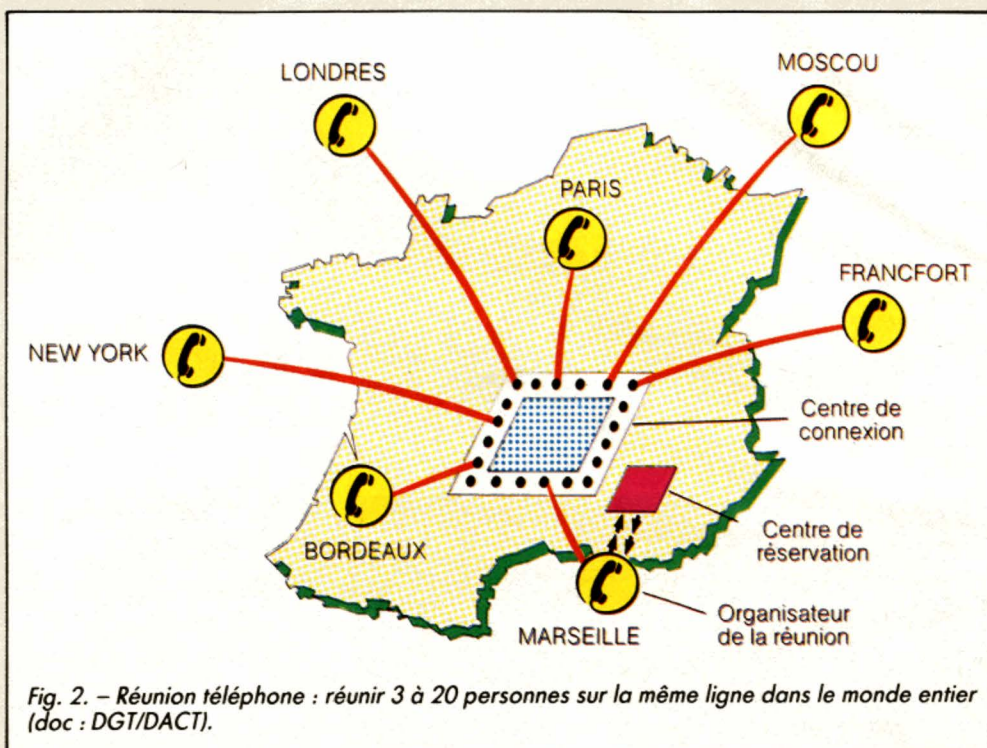 LONDRES
MOSCOU
PARIS
FRANCFORT
NEW YORK
Centre de
connexion
BORDEAUX
Centre de
réservation
MARSEILLE
Organisateur
de la réunion
Fig. 2. – Réunion téléphone : réunir 3 à 20 personnes sur la même ligne dans le monde entier
(doc : DGT/DACT).